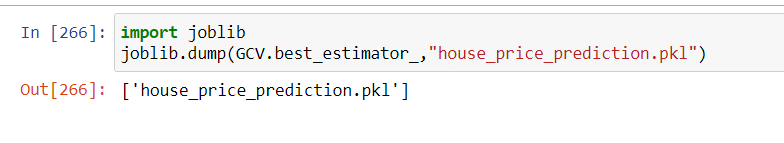 In [266]: import joblib
joblib.dump(GCV.best_estimator_,"house_price_prediction.pkl")
Out[266]: ['house_price_prediction.pkl']